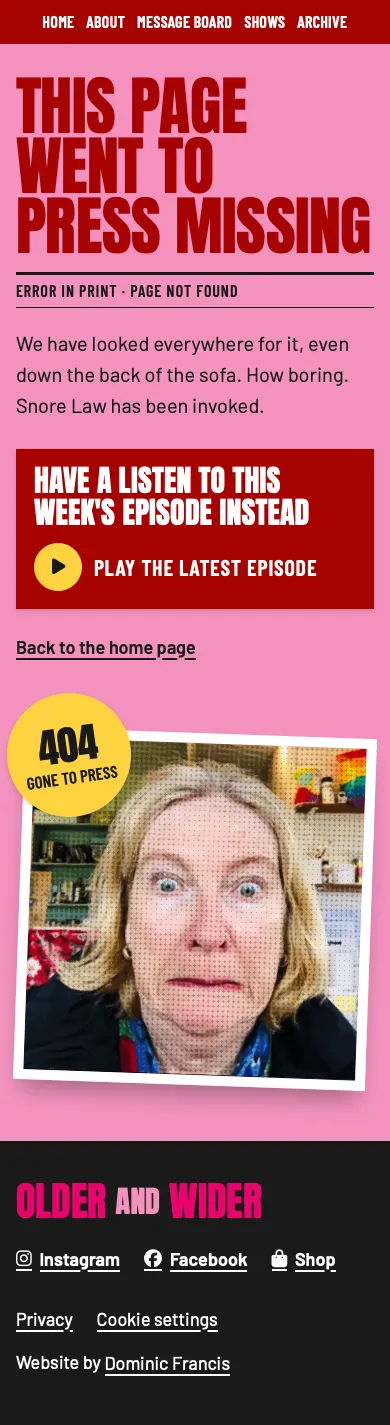 HOME ABOUT MESSAGE BOARD SHOWS ARCHIVE
THIS PAGE
WENT TO
PRESS MISSING
ERROR IN PRINT · PAGE NOT FOUND
We have looked everywhere for it, even
down the back of the sofa. How boring.
Snore Law has been invoked.
HAVE A LISTEN TO THIS
WEEK'S EPISODE INSTEAD
PLAY THE LATEST EPISODE
Back to the home page
404
GONE TO PRESS
OLDER AND WIDER
Instagram Facebook Shop
Privacy Cookie settings
Website by Dominic Francis